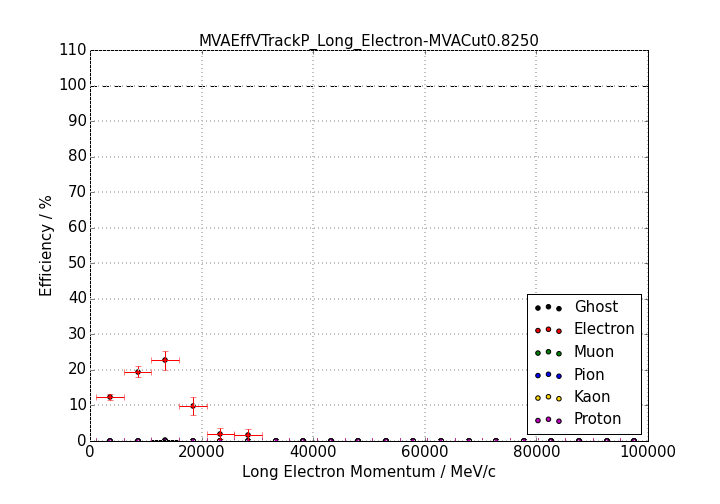 MVAEffVTrackP_Long_Electron-MVACut0.8250
110
100
90
80
70
60
50
40
30
20
10
0
Efficiency / %
Ghost
Electron
Muon
Pion
Kaon
Proton
0 20000 40000 60000 80000 100000
Long Electron Momentum / MeV/c